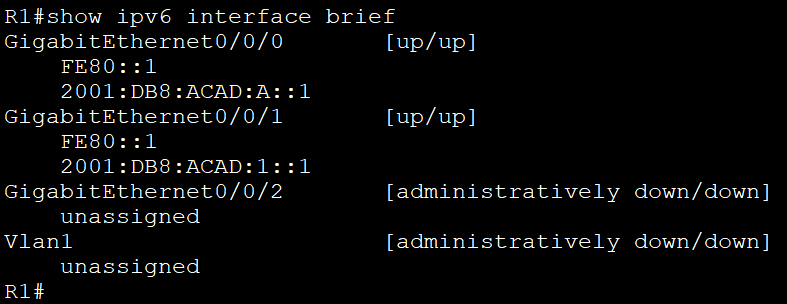 R1#show ipv6 interface brief
GigabitEthernet0/0/0 [up/up]
FE80::1
2001:DB8:ACAD:A::1
GigabitEthernet0/0/1 [up/up]
FE80::1
2001:DB8:ACAD:1::1
GigabitEthernet0/0/2 [administratively down/down]
unassigned
Vlan1 [administratively down/down]
unassigned
R1#